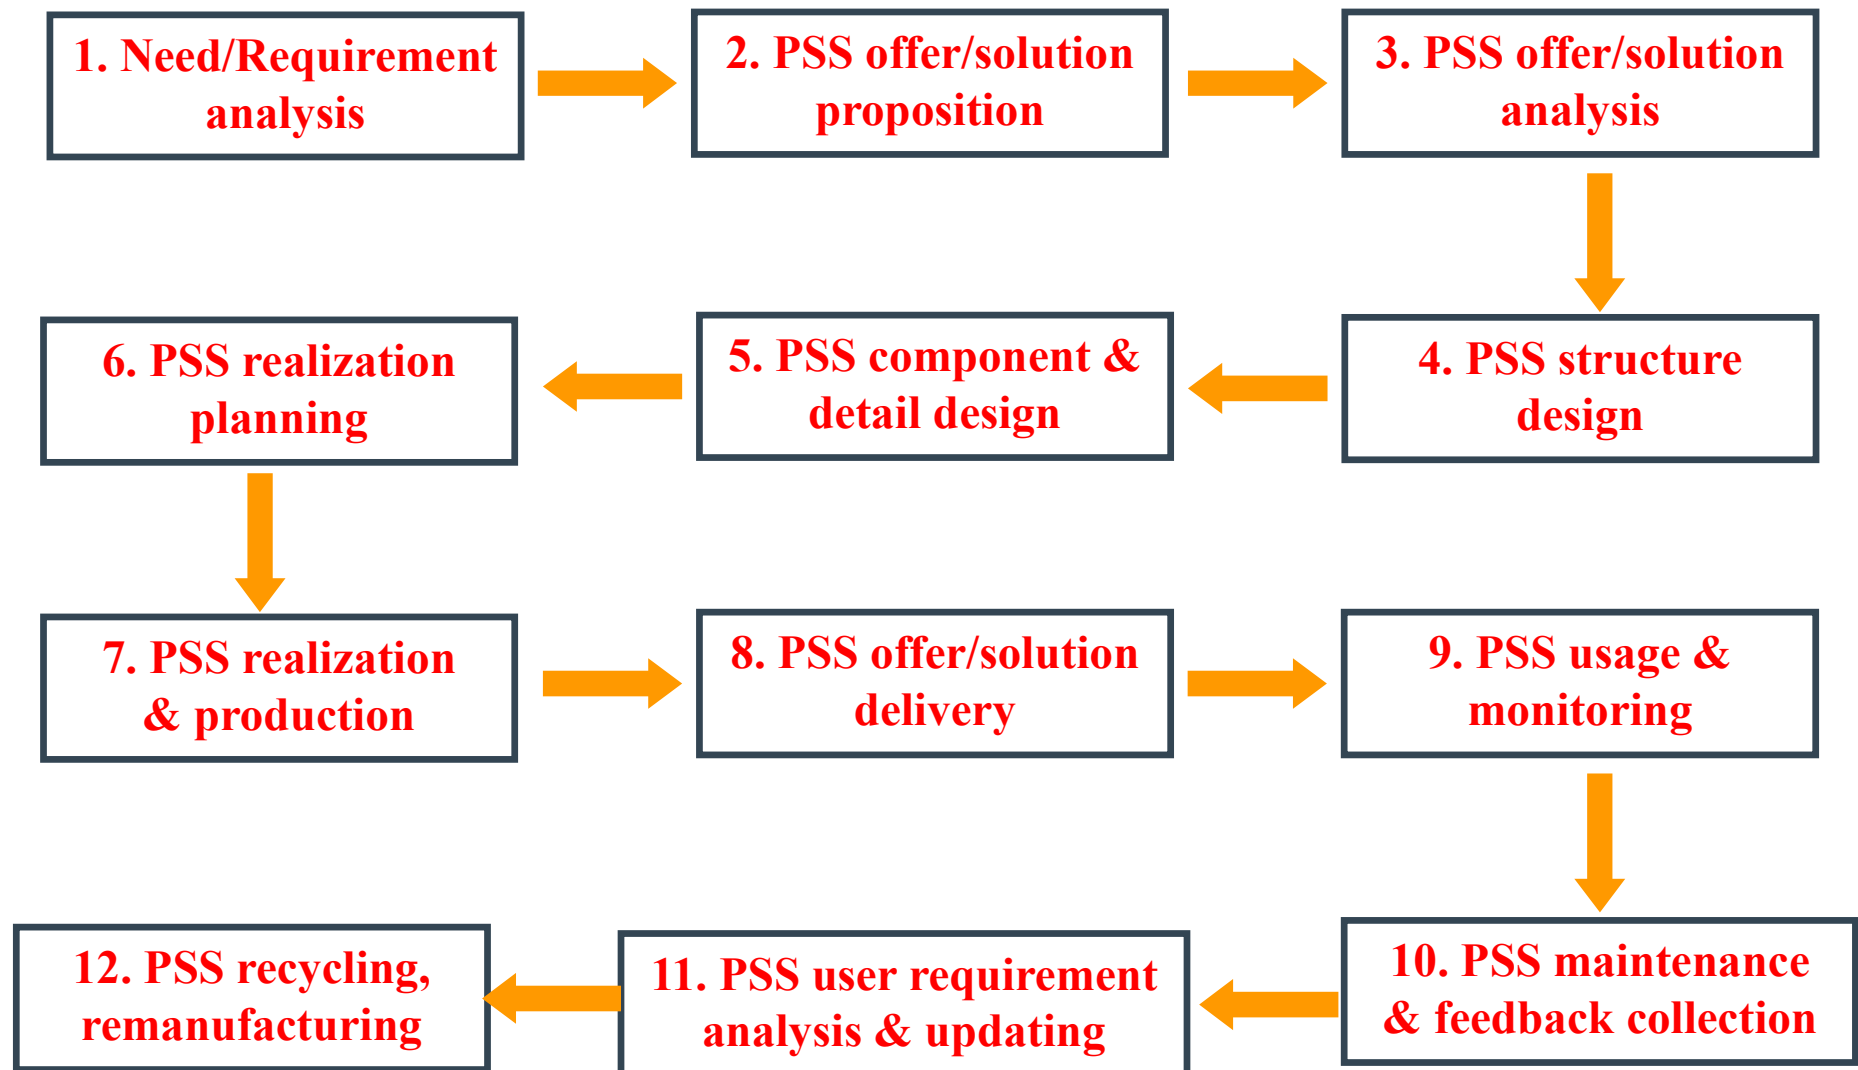 1. Need/Requirement
analysis
2. PSS offer/solution
proposition
3. PSS offer/solution
analysis
4. PSS structure
design
5. PSS component &
detail design
6. PSS realization
planning
7. PSS realization
& production
8. PSS offer/solution
delivery
9. PSS usage &
monitoring
10. PSS maintenance
& feedback collection
11. PSS user requirement
analysis & updating
12. PSS recycling,
remanufacturing